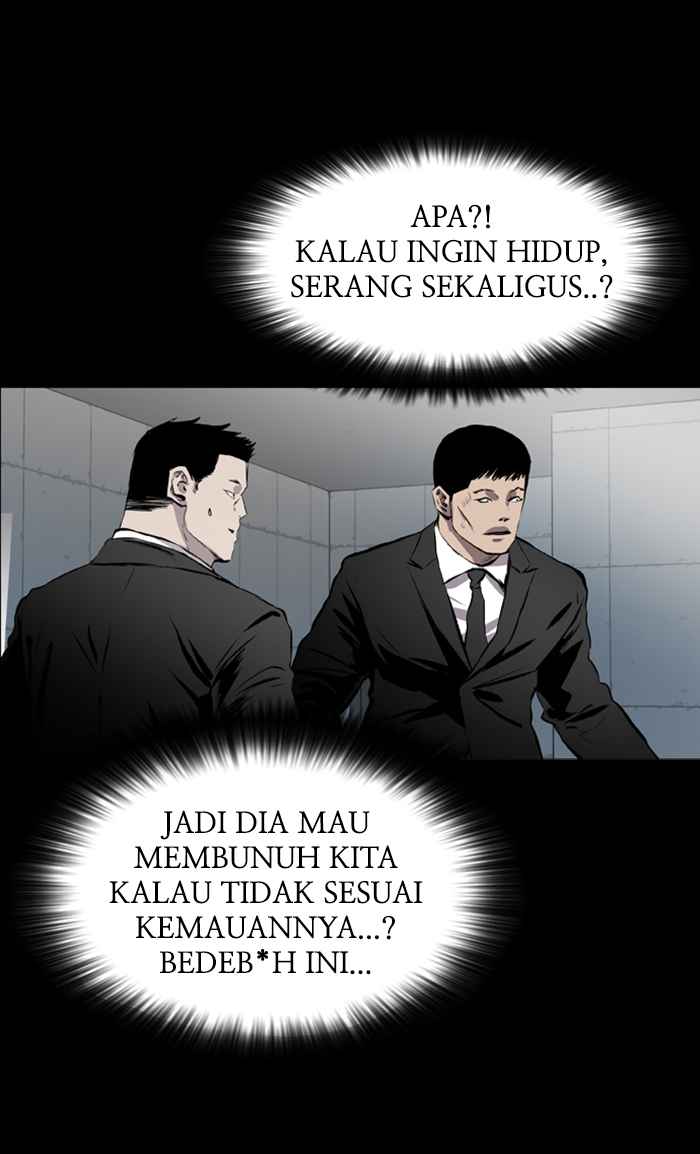 APA?!
KALAU INGIN HIDUP,
SERANG SEKALIGUS..?
JADI DIA MAU
MEMBUNUH KITA
KALAU TIDAK SESUAI
KEMAUANNYA...?
BEDEB*H INI...